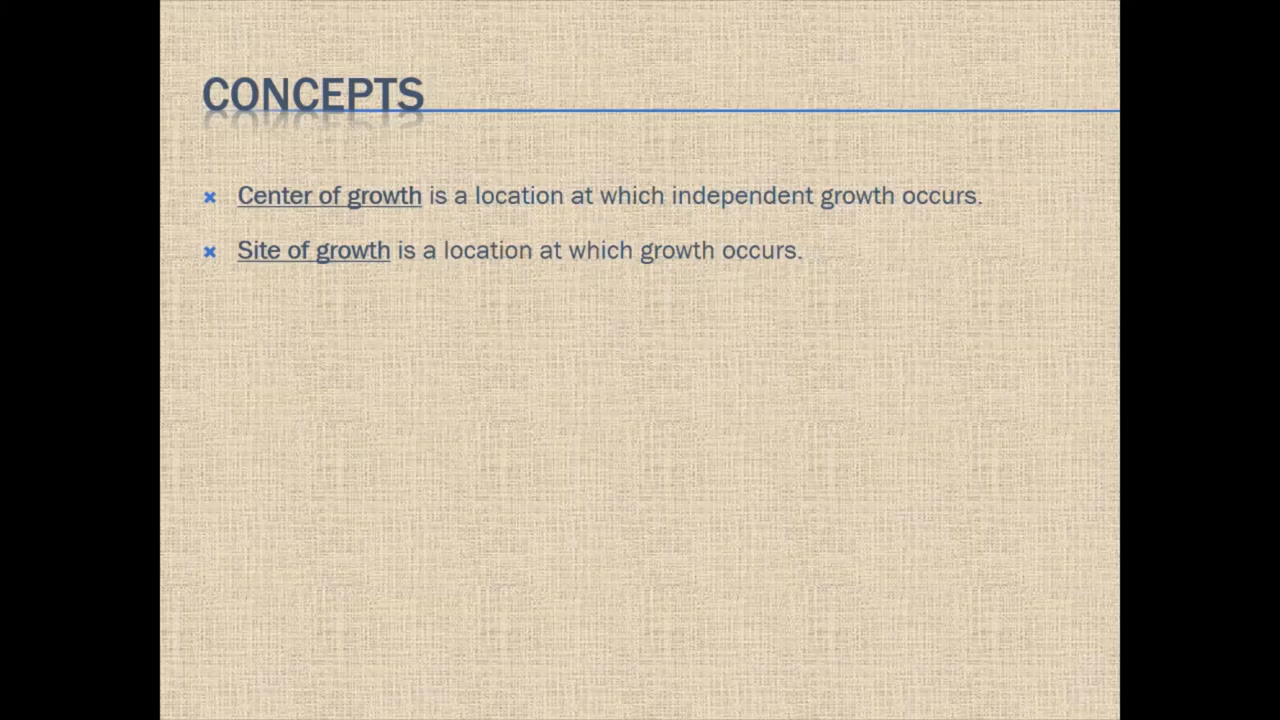 CONCEPTS
Center of growth is a location at which independent growth occurs.
Site of growth is a location at which growth occurs.